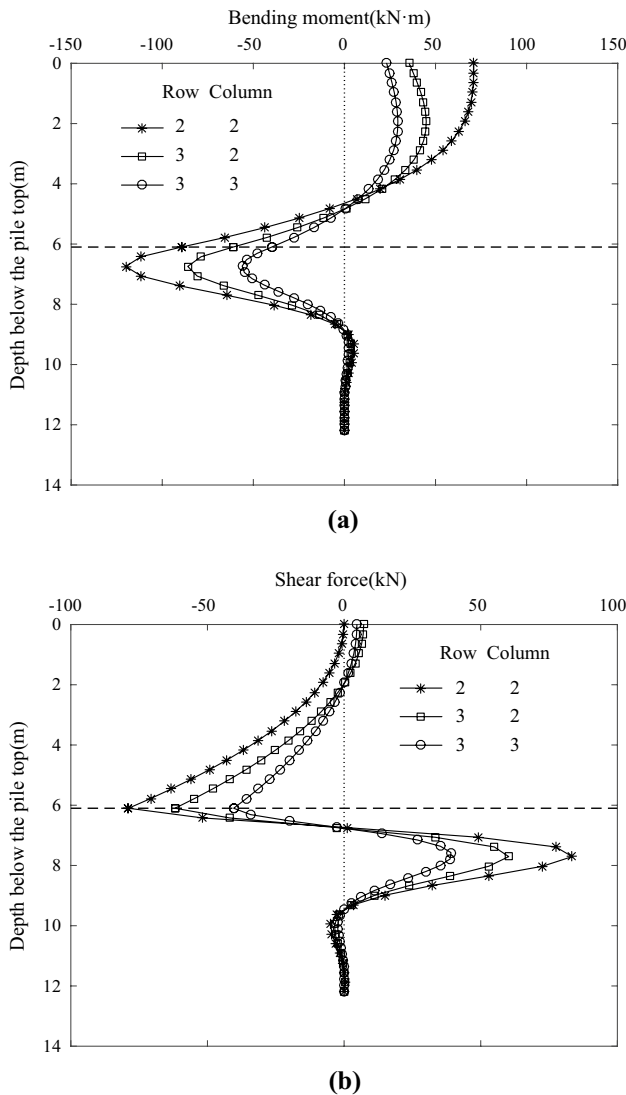 Bending moment(kN·m)
-150 -100 -50 0 50 100 150
0
2
4
6
8
10
12
14
Depth below the pile top(m)
Row Column
2 2
3 2
3 3
(a)
Shear force(kN)
-100 -50 0 50 100
0
2
4
6
8
10
12
14
Depth below the pile top(m)
Row Column
2 2
3 2
3 3
(b)